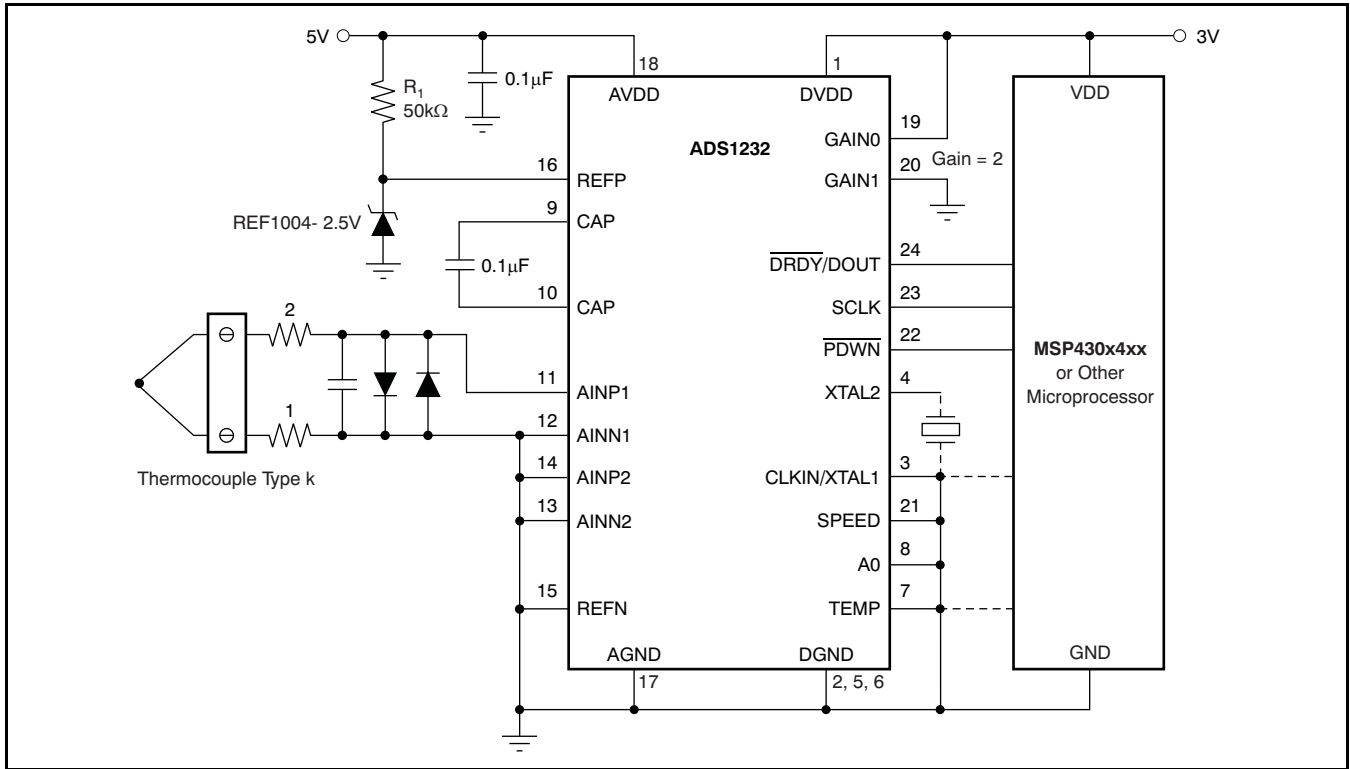 5V
3V
18
1
R1
50kΩ
0.1µF
AVDD
DVDD
VDD
ADS1232
19
GAIN0
Gain = 2
20
GAIN1
16
REFP
9
CAP
REF1004- 2.5V
0.1µF
10
CAP
24
DRDY/DOUT
23
SCLK
22
PDWN
MSP430x4xx
or Other
Microprocessor
4
XTAL2
2
11
AINP1
1
12
AINN1
14
AINP2
13
AINN2
3
CLKIN/XTAL1
21
SPEED
8
A0
7
TEMP
Thermocouple Type k
15
REFN
AGND
17
DGND
2, 5, 6
GND